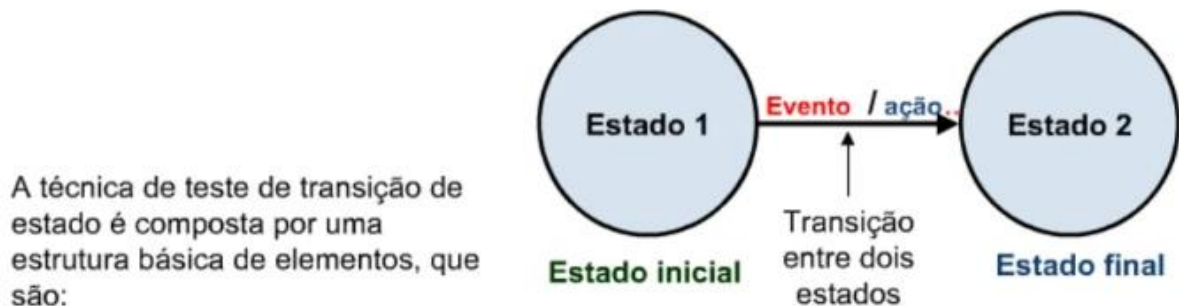 A técnica de teste de transição de
estado é composta por uma
estrutura básica de elementos, que
são:
Estado 1
Evento / ação..
Estado 2
Estado inicial
Transição
entre dois
estados
Estado final